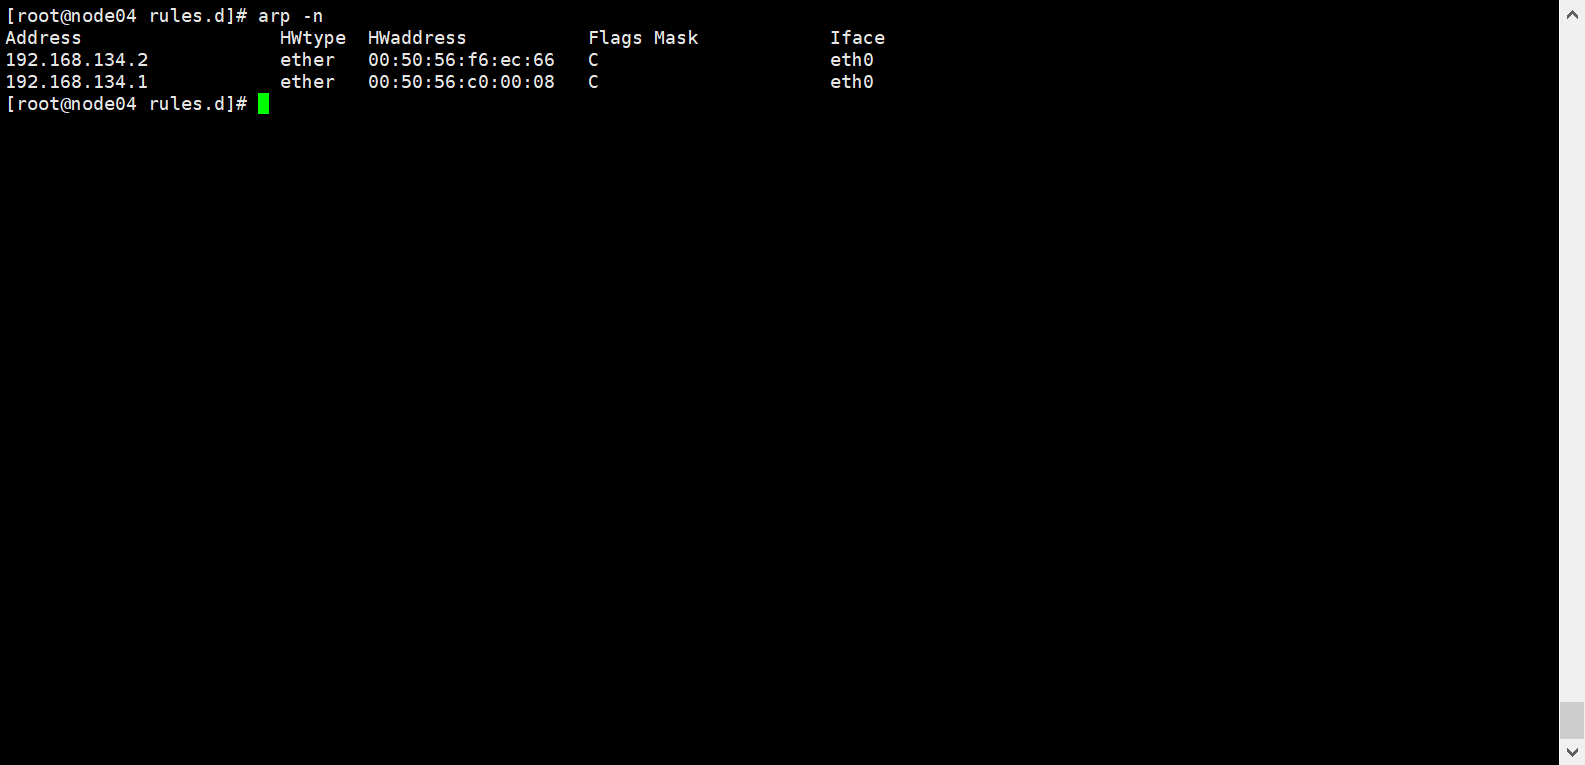 [root@node04 rules.d]# arp -n
Address                  HWtype  HWaddress           Flags Mask            Iface
192.168.134.2            ether   00:50:56:f6:ec:66   C                     eth0
192.168.134.1            ether   00:50:56:c0:00:08   C                     eth0
[root@node04 rules.d]#